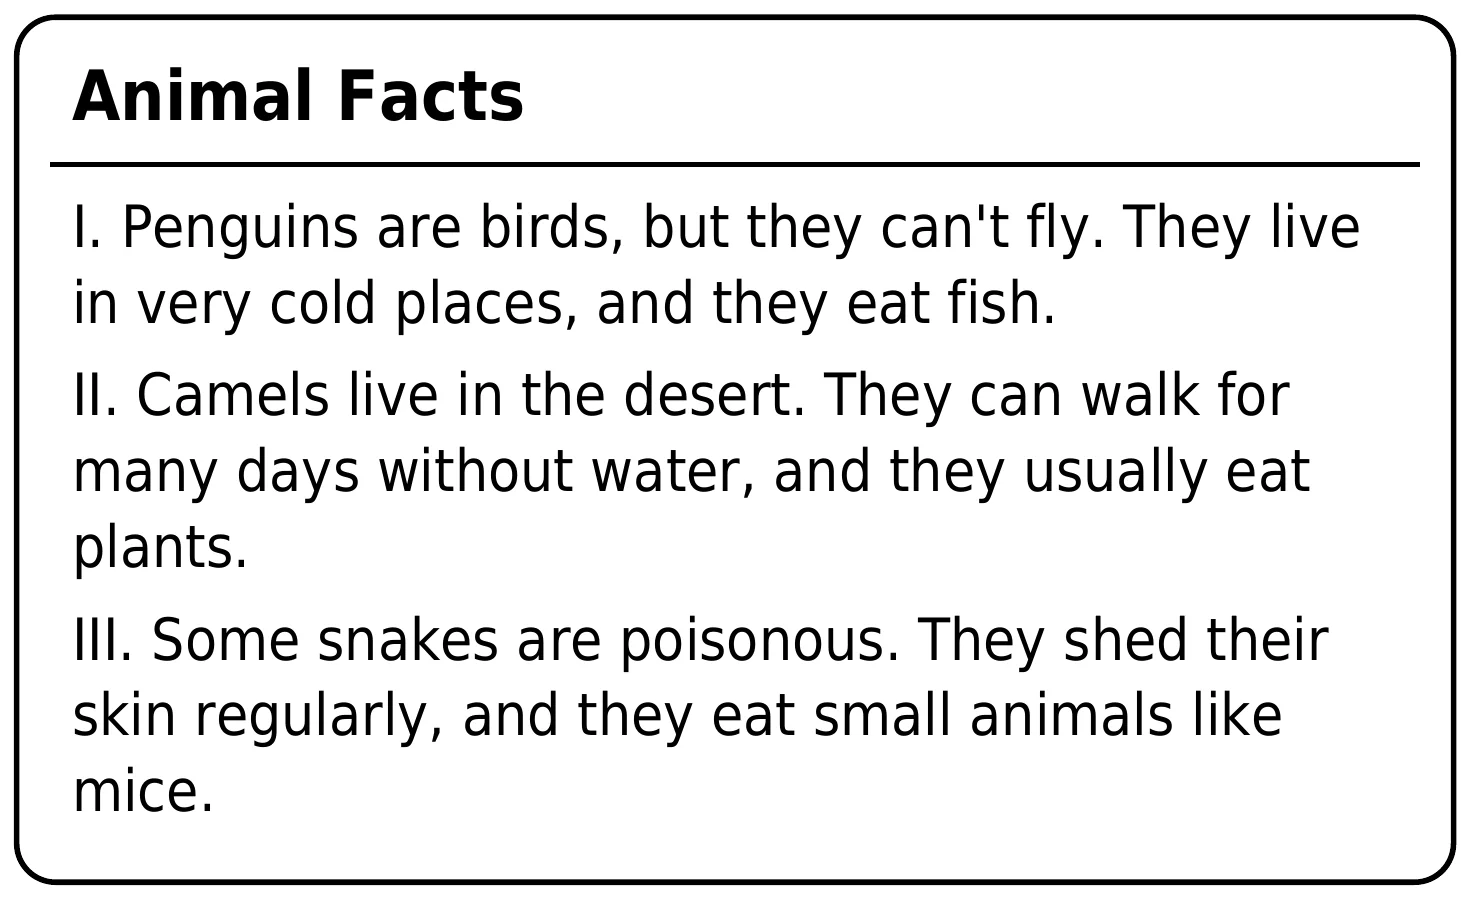 Animal Facts
I. Penguins are birds, but they can't fly. They live
in very cold places, and they eat fish.
II. Camels live in the desert. They can walk for
many days without water, and they usually eat
plants.
III. Some snakes are poisonous. They shed their
skin regularly, and they eat small animals like
mice.